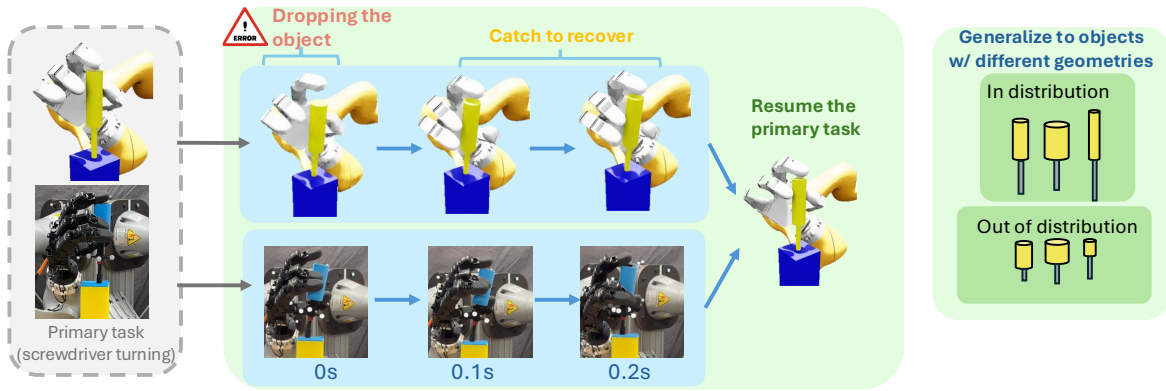 ERROR
Dropping the
object
Catch to recover
Resume the
primary task
Primary task
(screwdriver turning)
0s
0.1s
0.2s
Generalize to objects
w/ different geometries
In distribution
Out of distribution